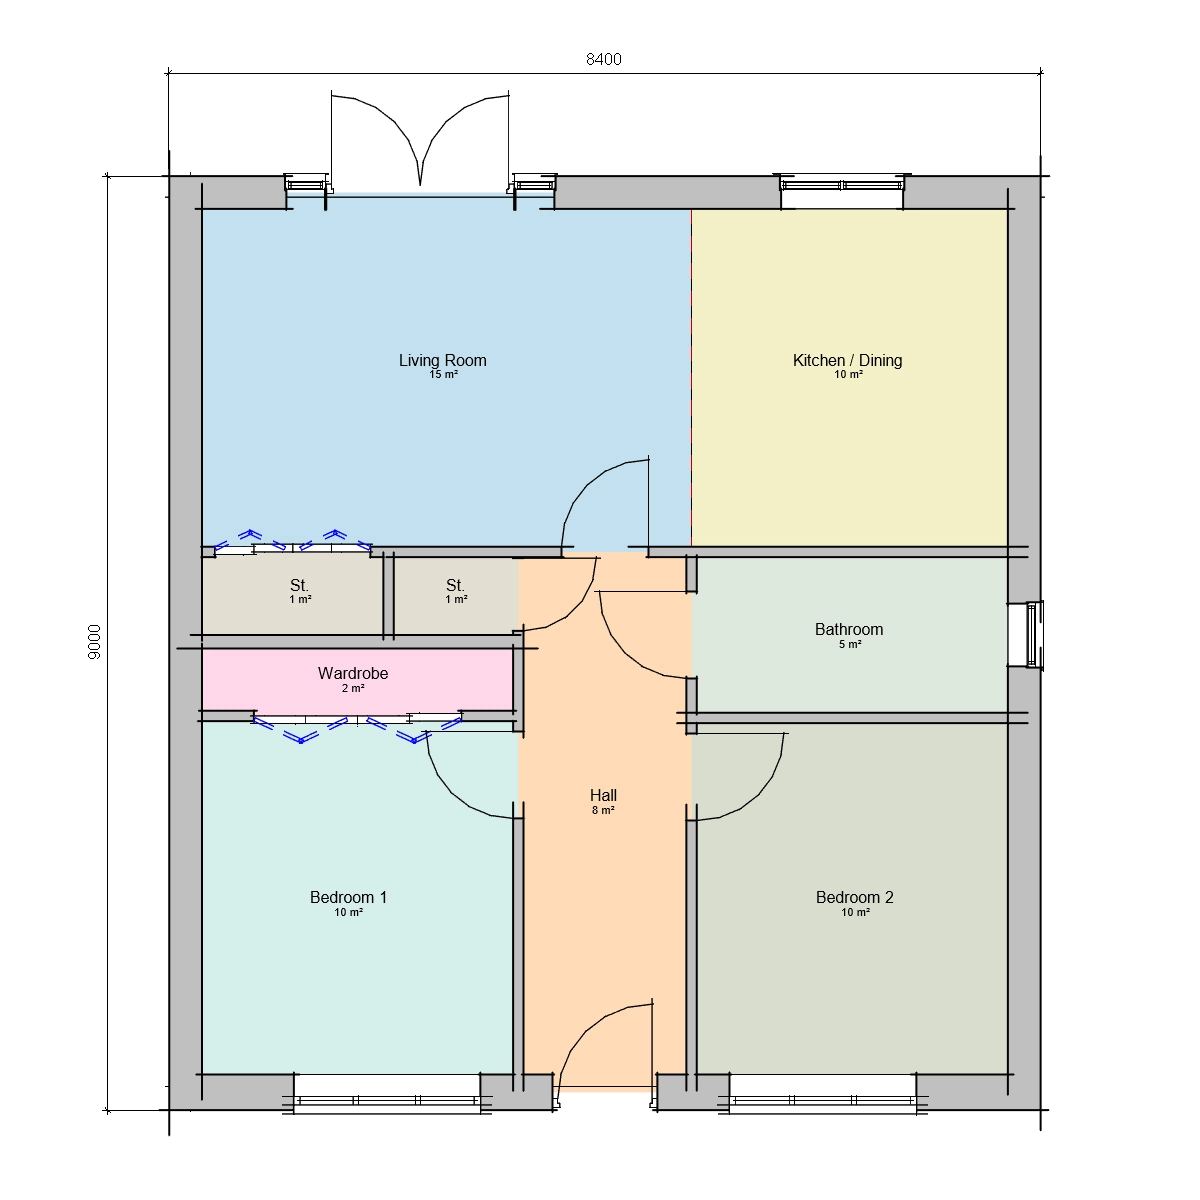 8400
Living Room
15 m²
Kitchen / Dining
10 m²
St.
1 m²
St.
1 m²
Bathroom
5 m²
9000
Wardrobe
2 m²
Hall
8 m²
Bedroom 1
10 m²
Bedroom 2
10 m²